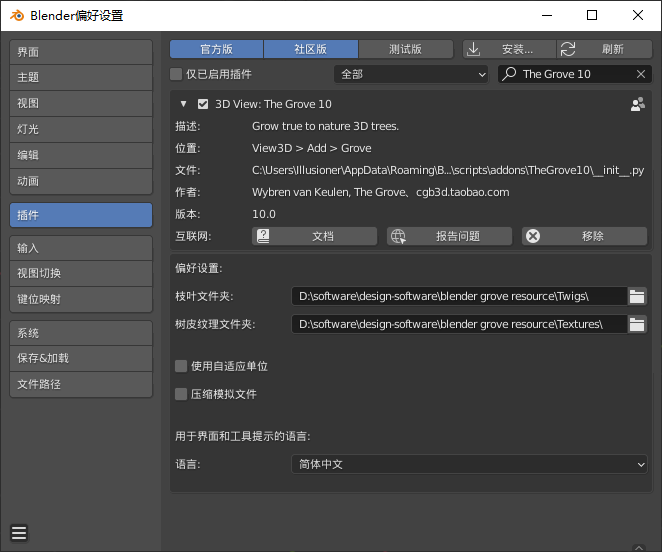 Blender偏好设置
界面
主题
视图
灯光
编辑
动画
插件
输入
视图切换
键位映射
系统
保存&加载
文件路径
官方版 社区版 测试版 安装... 刷新
仅已启用插件 全部 The Grove 10
3D View: The Grove 10
描述: Grow true to nature 3D trees.
位置: View3D > Add > Grove
文件: C:\Users\Illusioner\AppData\Roaming\B...\scripts\addons\TheGrove10\__init__.py
作者: Wybren van Keulen, The Grove、cgb3d.taobao.com
版本: 10.0
互联网: 文档 报告问题 移除
偏好设置:
枝叶文件夹: D:\software\design-software\blender grove resource\Twigs\
树皮纹理文件夹: D:\software\design-software\blender grove resource\Textures\
使用自适应单位
压缩模拟文件
用于界面和工具提示的语言:
语言: 简体中文